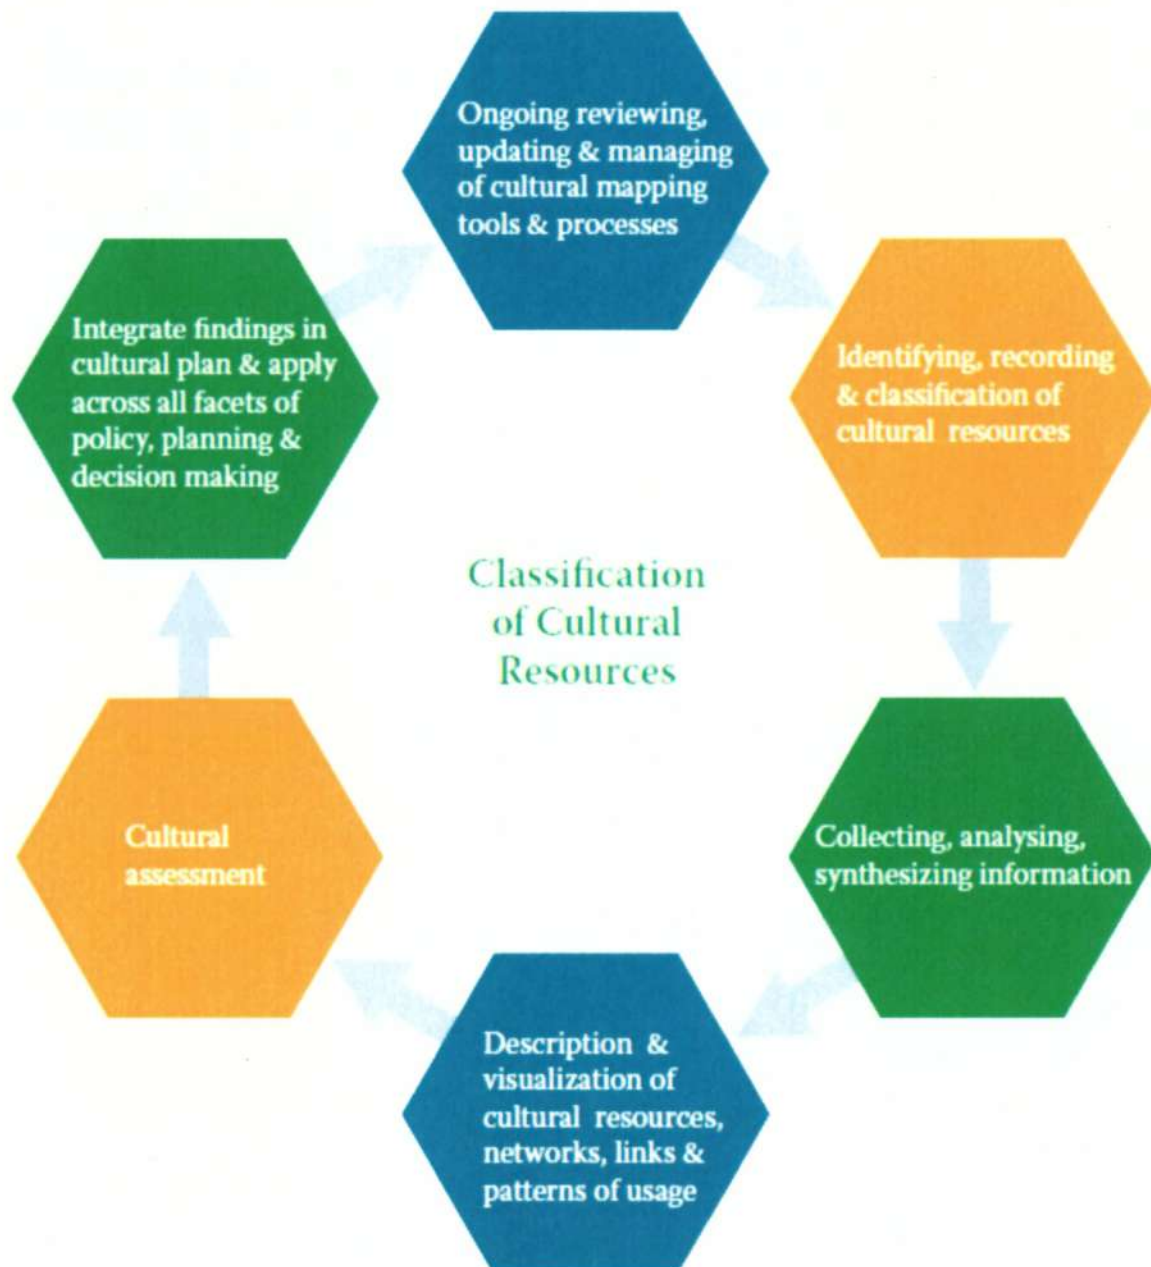 Ongoing reviewing,
updating & managing
of cultural mapping
tools & processes
Identifying, recording
& classification of
cultural resources
Collecting, analysing,
synthesizing information
Description &
visualization of
cultural resources,
networks, links &
patterns of usage
Cultural
assessment
Integrate findings in
cultural plan & apply
across all facets of
policy, planning &
decision making
Classification
of Cultural
Resources